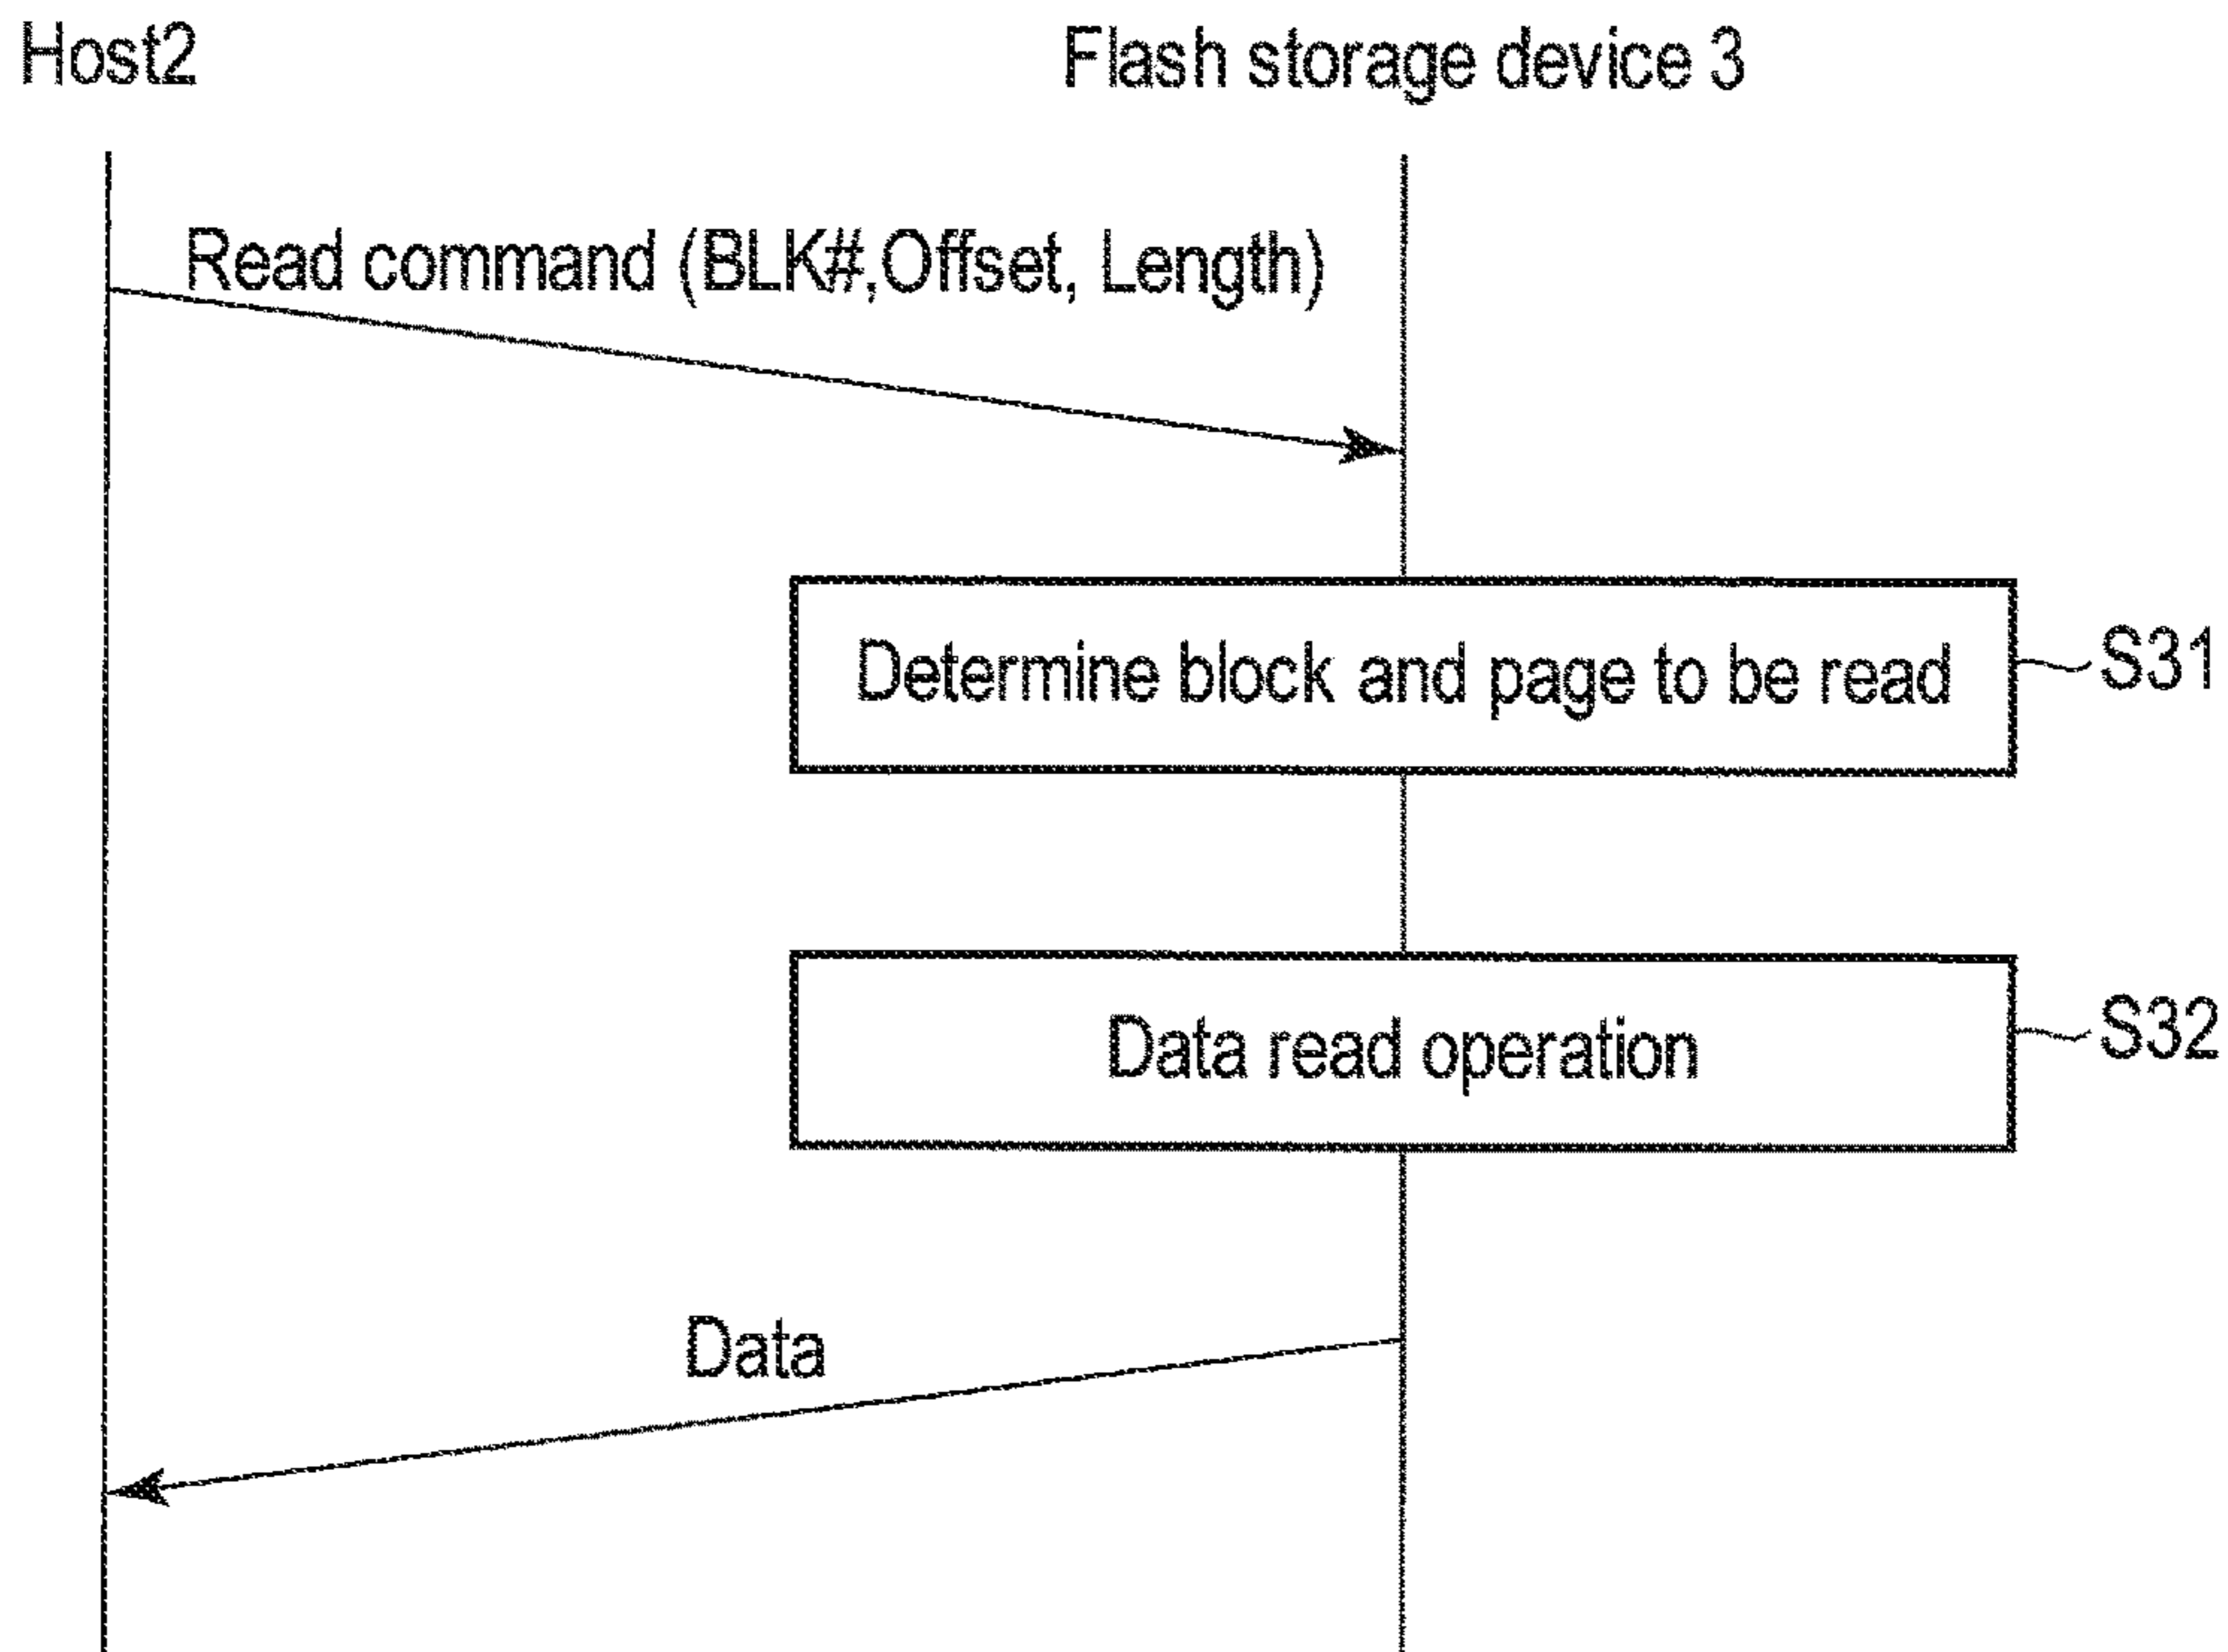 Host2
Flash storage device 3
Read command (BLK#,Offset, Length)
Determine block and page to be read
S31
Data read operation
S32
Data